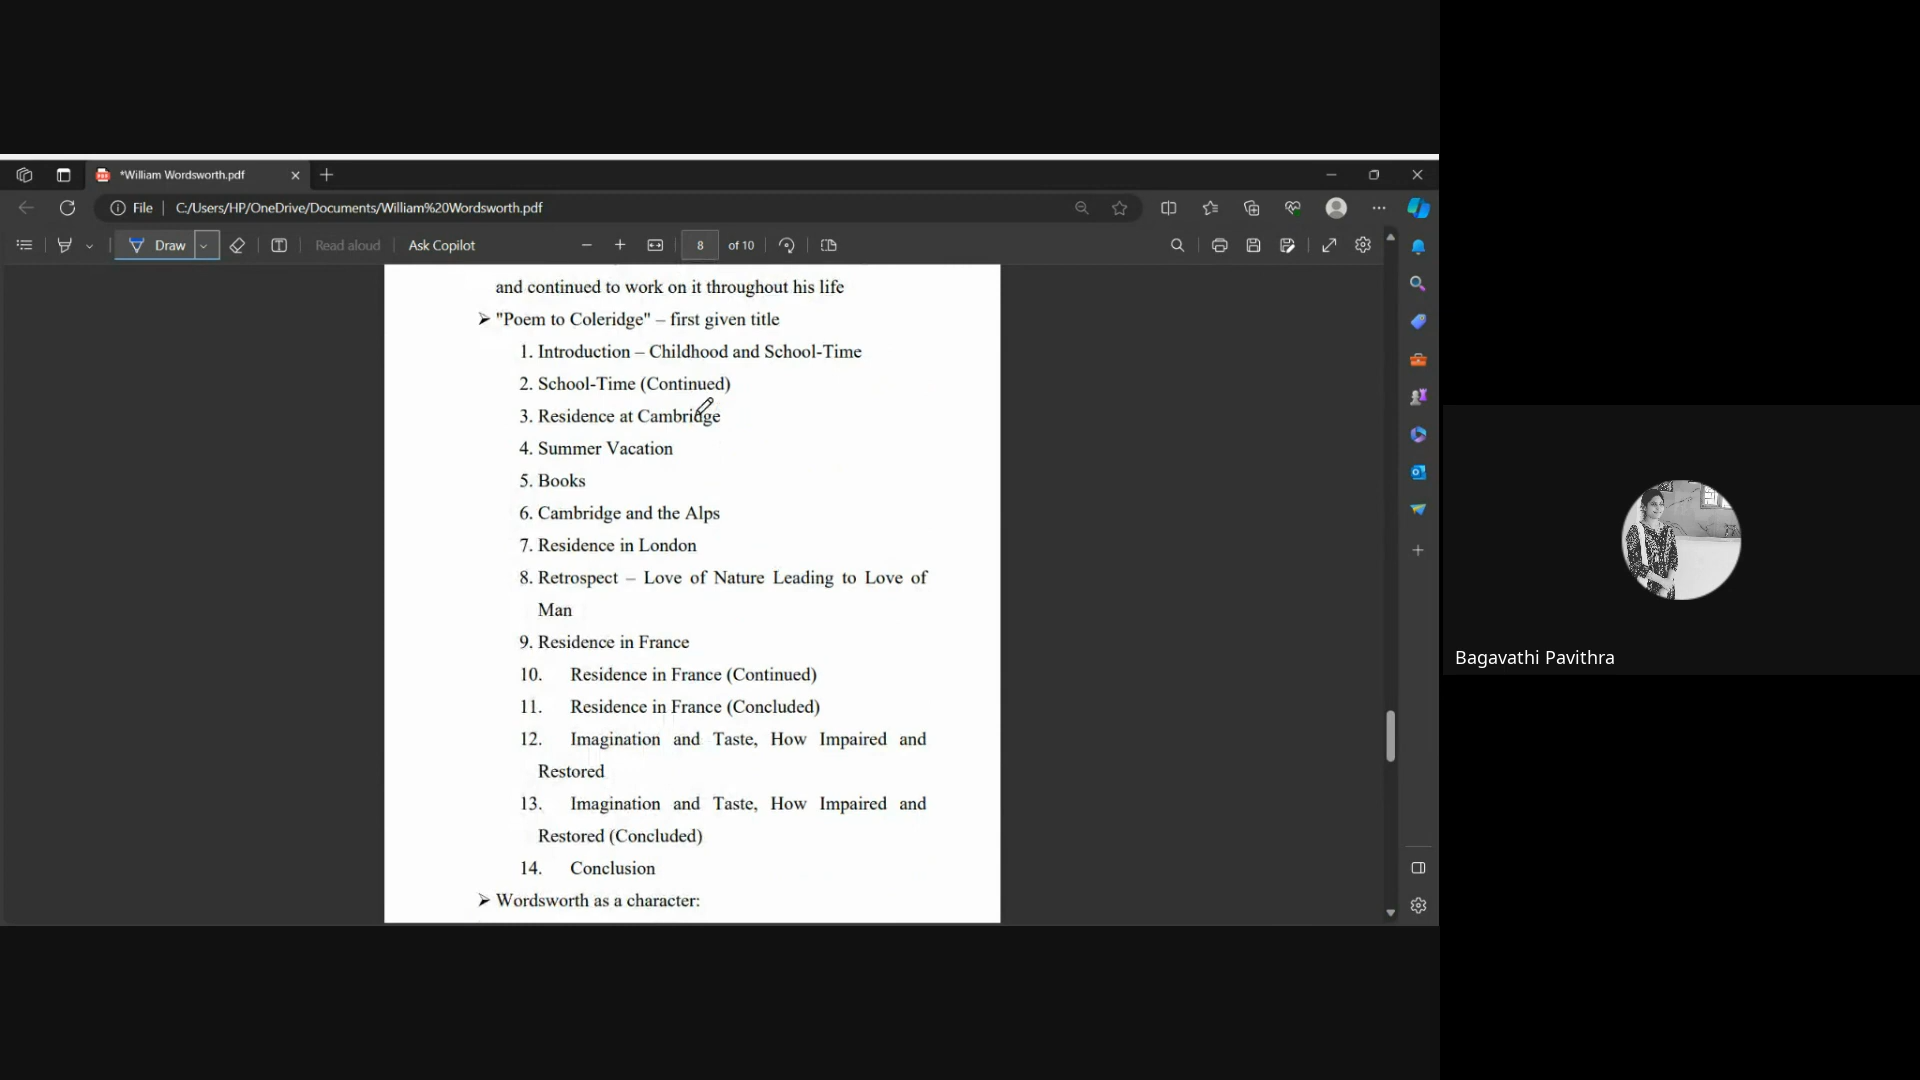 *William Wordsworth.pdf
File
C:/Users/HP/OneDrive/Documents/William%20Wordsworth.pdf
Draw
Read aloud
Ask Copilot
8 of 10
and continued to work on it throughout his life
➢ "Poem to Coleridge" – first given title
1. Introduction – Childhood and School-Time
2. School-Time (Continued)
3. Residence at Cambridge
4. Summer Vacation
5. Books
6. Cambridge and the Alps
7. Residence in London
8. Retrospect – Love of Nature Leading to Love of
Man
9. Residence in France
10. Residence in France (Continued)
11. Residence in France (Concluded)
12. Imagination and Taste, How Impaired and
Restored
13. Imagination and Taste, How Impaired and
Restored (Concluded)
14. Conclusion
➢ Wordsworth as a character:
Bagavathi Pavithra